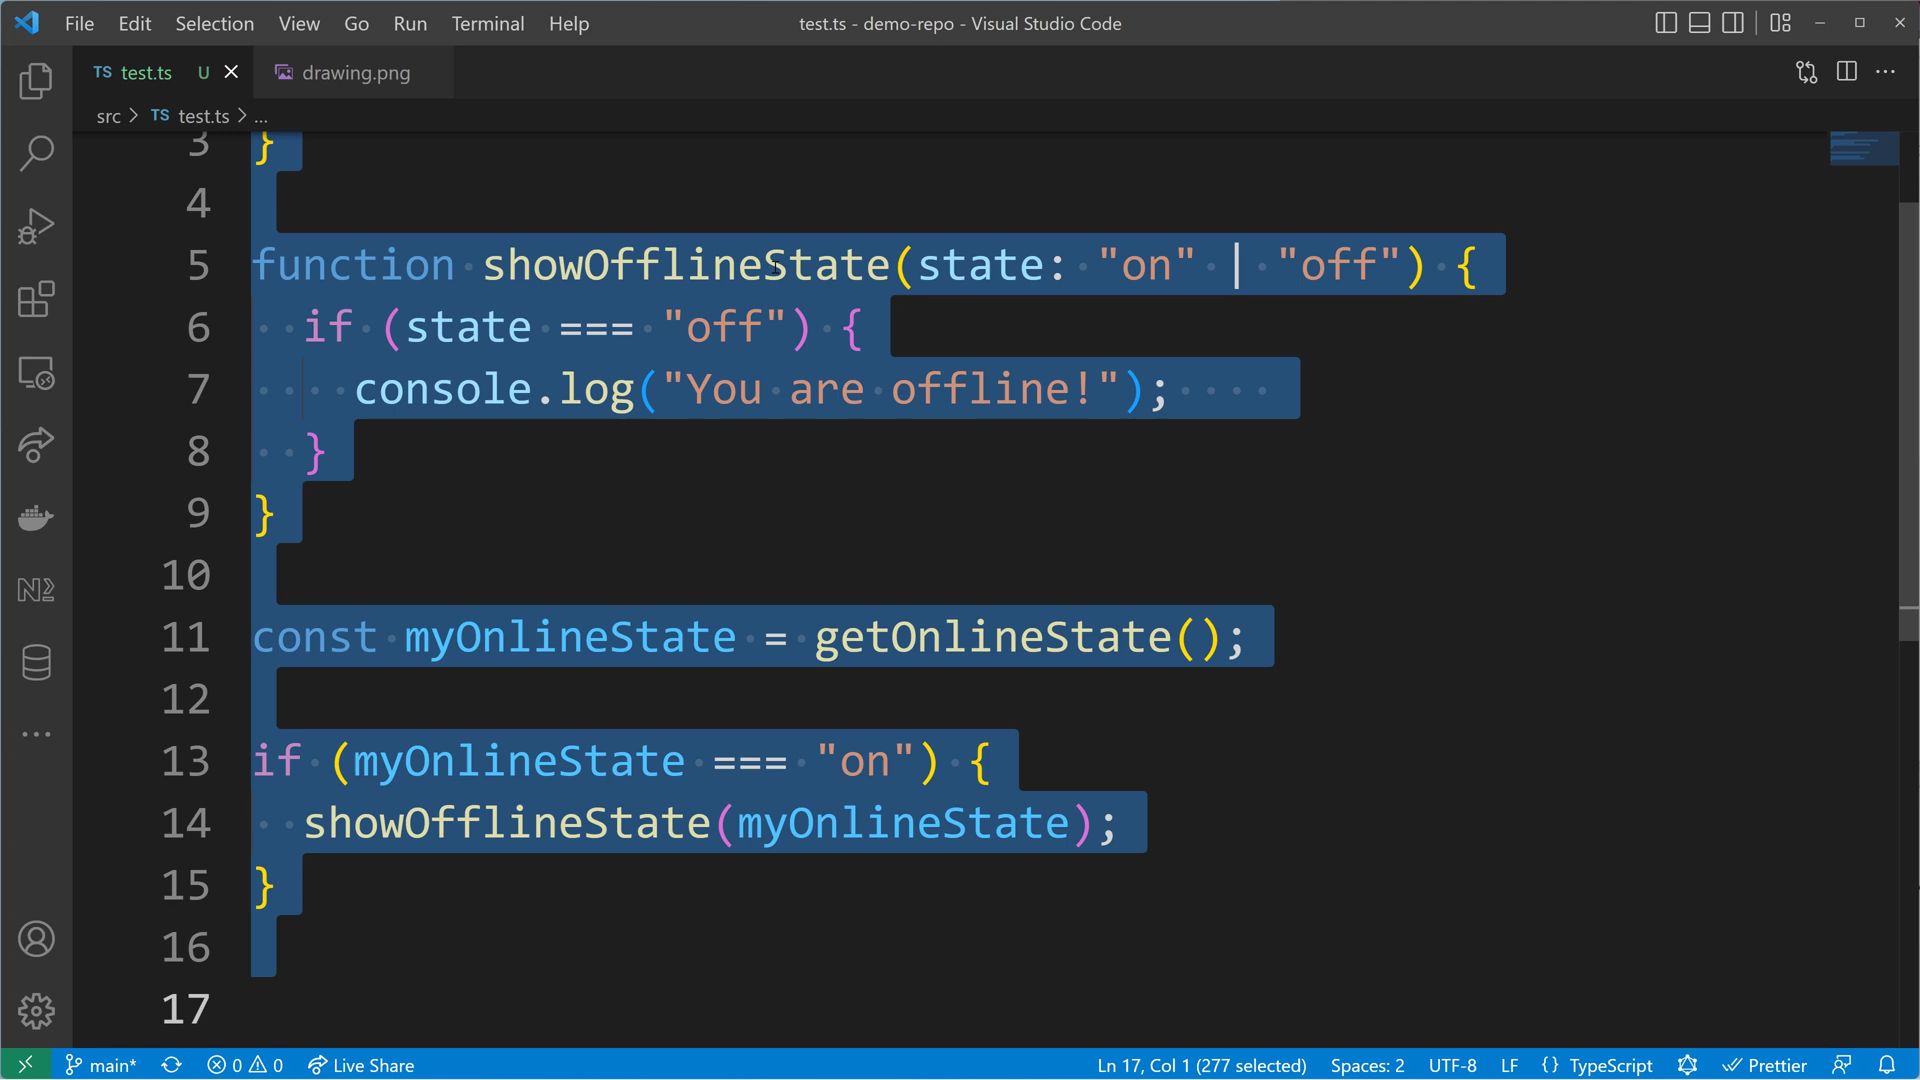 File Edit Selection View Go Run Terminal Help test.ts - demo-repo - Visual Studio Code
TS test.ts U drawing.png
src > TS test.ts > ...
3 }
4
5 function showOfflineState(state: "on" | "off") {
6 if (state === "off") {
7 console.log("You are offline!");
8 }
9 }
10
11 const myOnlineState = getOnlineState();
12
13 if (myOnlineState === "on") {
14 showOfflineState(myOnlineState);
15 }
16
17
main* 0 0 Live Share Ln 17, Col 1 (277 selected) Spaces: 2 UTF-8 LF {} TypeScript Prettier